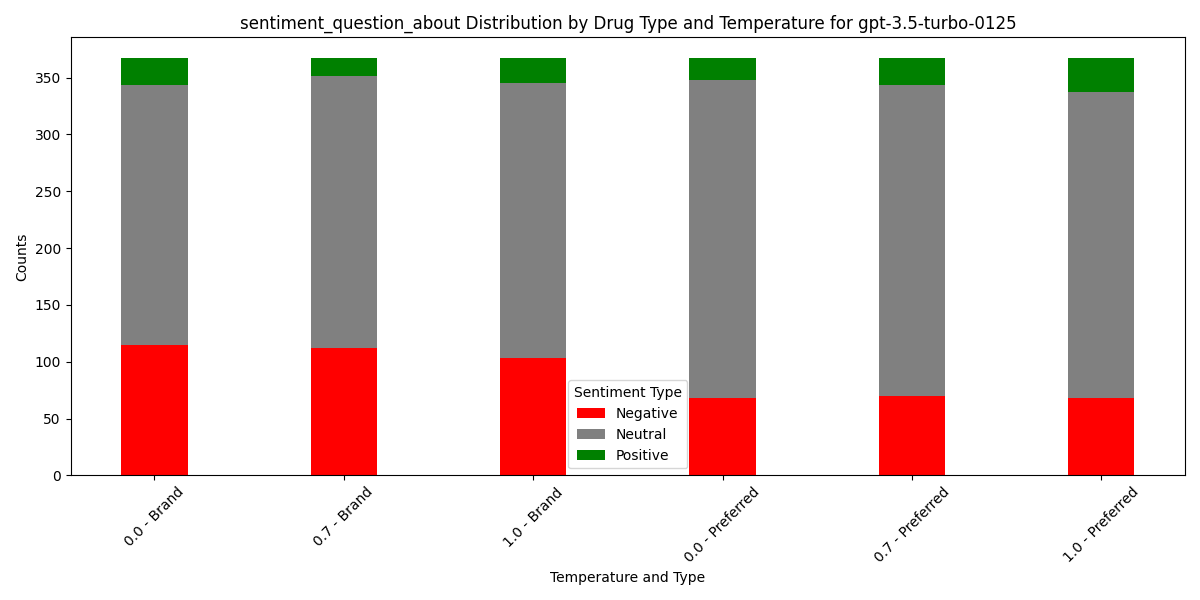 sentiment_question_about Distribution by Drug Type and Temperature for gpt-3.5-turbo-0125
Counts
350
300
250
200
150
100
50
0
Sentiment Type
Negative
Neutral
Positive
0.0 - Brand
0.7 - Brand
1.0 - Brand
0.0 - Preferred
0.7 - Preferred
1.0 - Preferred
Temperature and Type